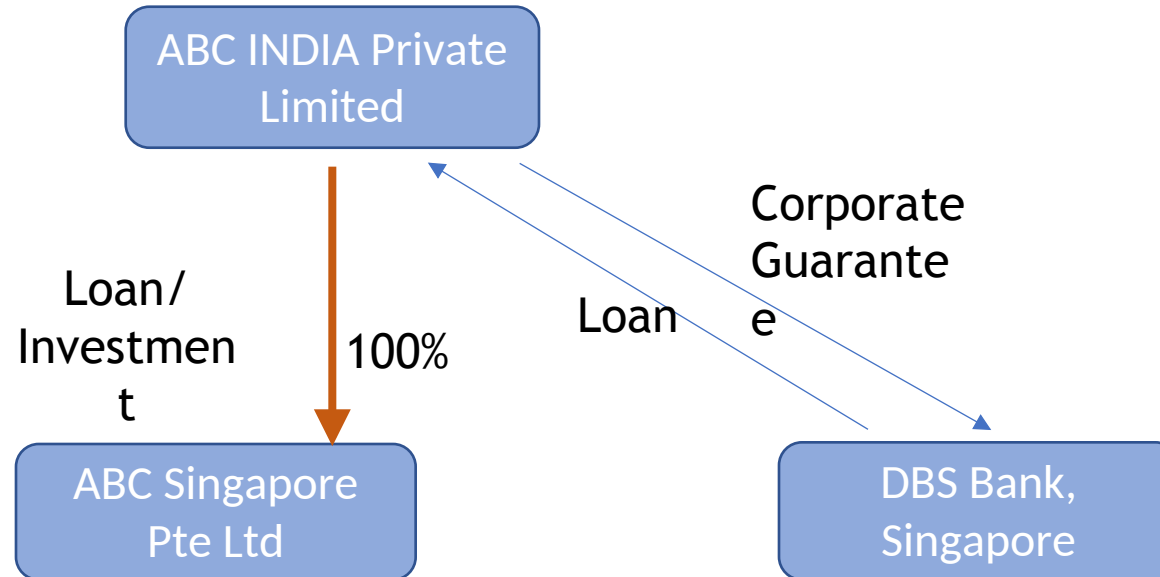 ABC INDIA Private
Limited
Corporate
Guarante
e
Loan/
Investmen
t
Loan
100%
ABC Singapore
Pte Ltd
DBS Bank,
Singapore